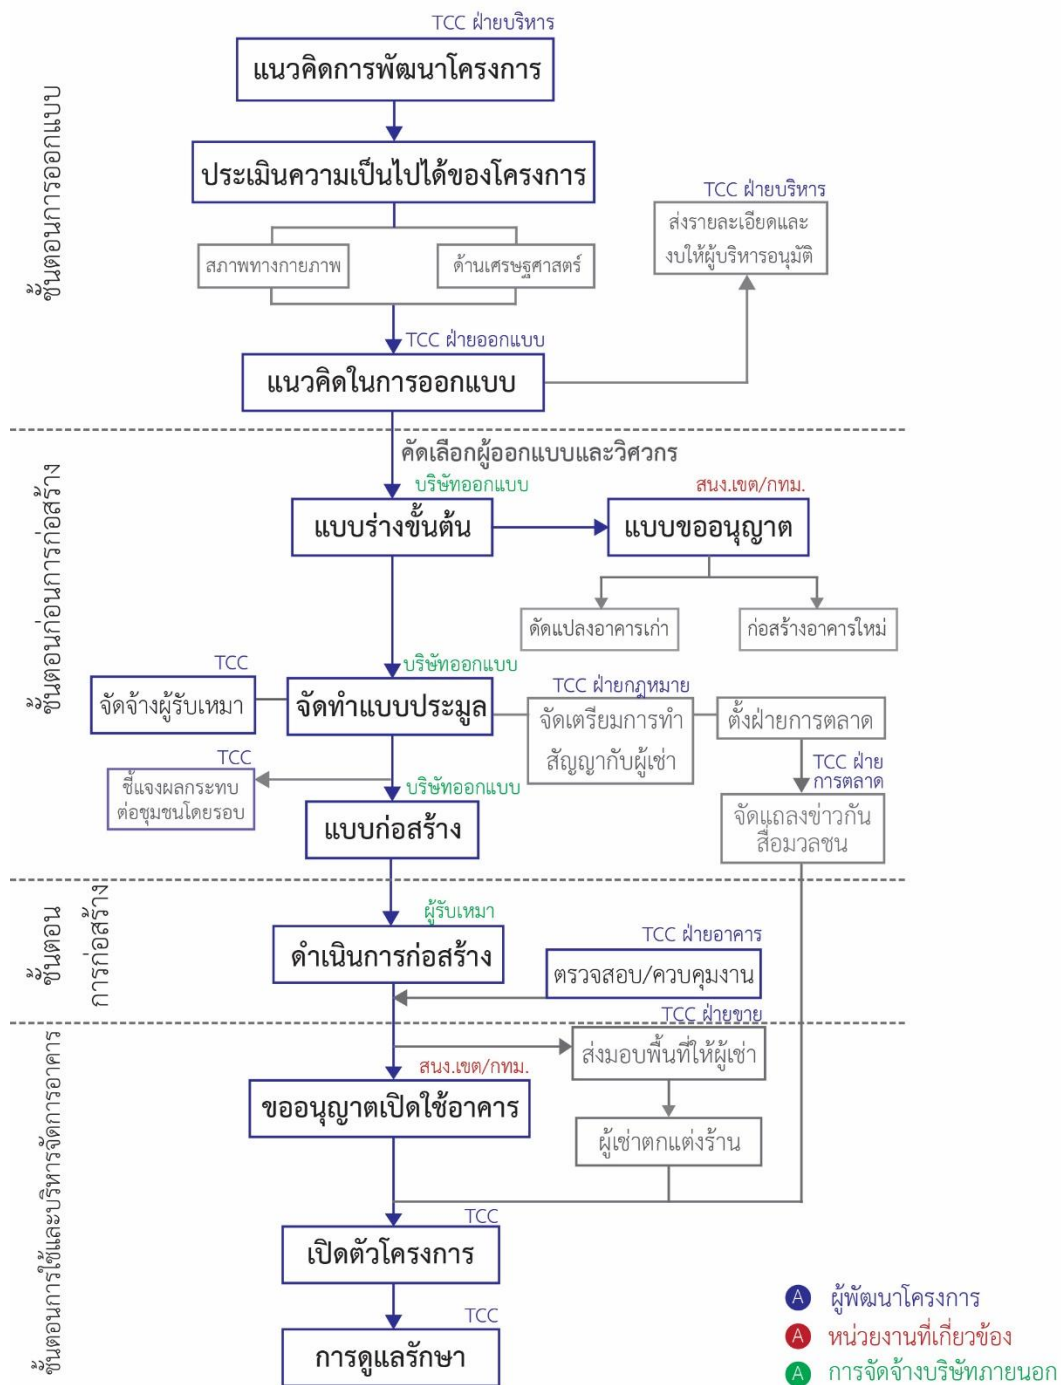 TCC ฝ่ายบริหาร
แนวคิดการพัฒนาโครงการ
ขั้นตอนการออกแบบ
ประเมินความเป็นไปได้ของโครงการ
สภาพทางกายภาพ
ด้านเศรษฐศาสตร์
TCC ฝ่ายบริหาร
ส่งรายละเอียดและ
งบให้ผู้บริหารอนุมัติ
TCC ฝ่ายออกแบบ
แนวคิดในการออกแบบ
ขั้นตอนก่อนการก่อสร้าง
คัดเลือกผู้ออกแบบและวิศวกร
บริษัทออกแบบ
แบบร่างขั้นต้น
สนง.เขต/กทม.
แบบขออนุญาต
ดัดแปลงอาคารเก่า
ก่อสร้างอาคารใหม่
TCC
จัดจ้างผู้รับเหมา
บริษัทออกแบบ
จัดทำแบบประมูล
TCC ฝ่ายกฎหมาย
จัดเตรียมการทำ
สัญญากับผู้เช่า
ตั้งฝ่ายการตลาด
TCC
ชี้แจงผลกระทบ
ต่อชุมชนโดยรอบ
บริษัทออกแบบ
แบบก่อสร้าง
TCC ฝ่าย
การตลาด
จัดแถลงข่าวกัน
สื่อมวลชน
ขั้นตอน
การก่อสร้าง
ผู้รับเหมา
ดำเนินการก่อสร้าง
TCC ฝ่ายอาคาร
ตรวจสอบ/ควบคุมงาน
ขั้นตอนการใช้และบริหารจัดการอาคาร
TCC ฝ่ายขาย
ส่งมอบพื้นที่ให้ผู้เช่า
สนง.เขต/กทม.
ขออนุญาตเปิดใช้อาคาร
ผู้เช่าตกแต่งร้าน
TCC
เปิดตัวโครงการ
TCC
การดูแลรักษา
A ผู้พัฒนาโครงการ
A หน่วยงานที่เกี่ยวข้อง
A การจัดจ้างบริษัทภายนอก